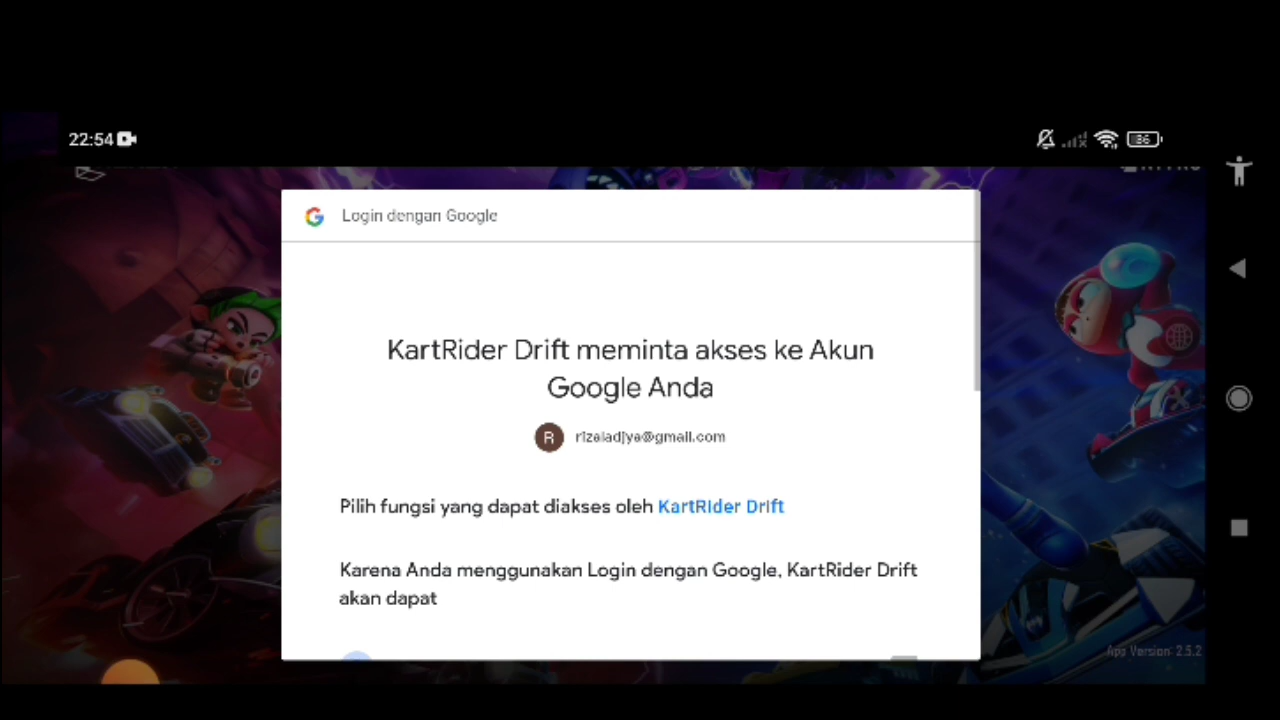 22:54
86
Login dengan Google
KartRider Drift meminta akses ke Akun
Google Anda
R
rizaladjya@gmail.com
Pilih fungsi yang dapat diakses oleh KartRider Drift
Karena Anda menggunakan Login dengan Google, KartRider Drift
akan dapat
App Version: 2.5.2